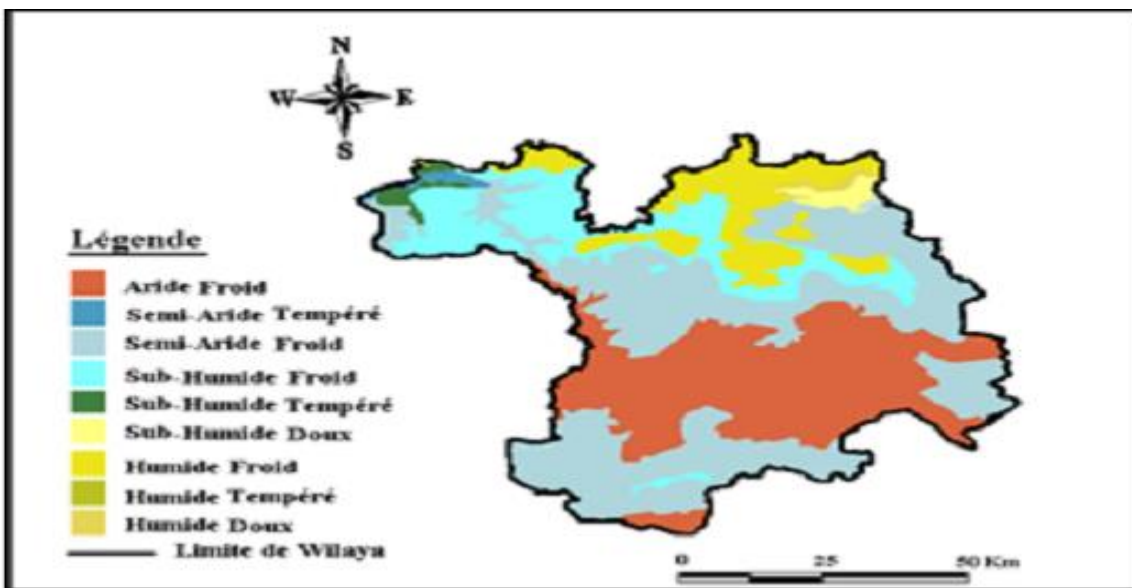 N
W E
S
Légende
Aride Froid
Semi-Aride Tempéré
Semi-Aride Froid
Sub-Humide Froid
Sub-Humide Tempéré
Sub-Humide Doux
Humide Froid
Humide Tempéré
Humide Doux
Limite de Wilaya
0 25 50 Km